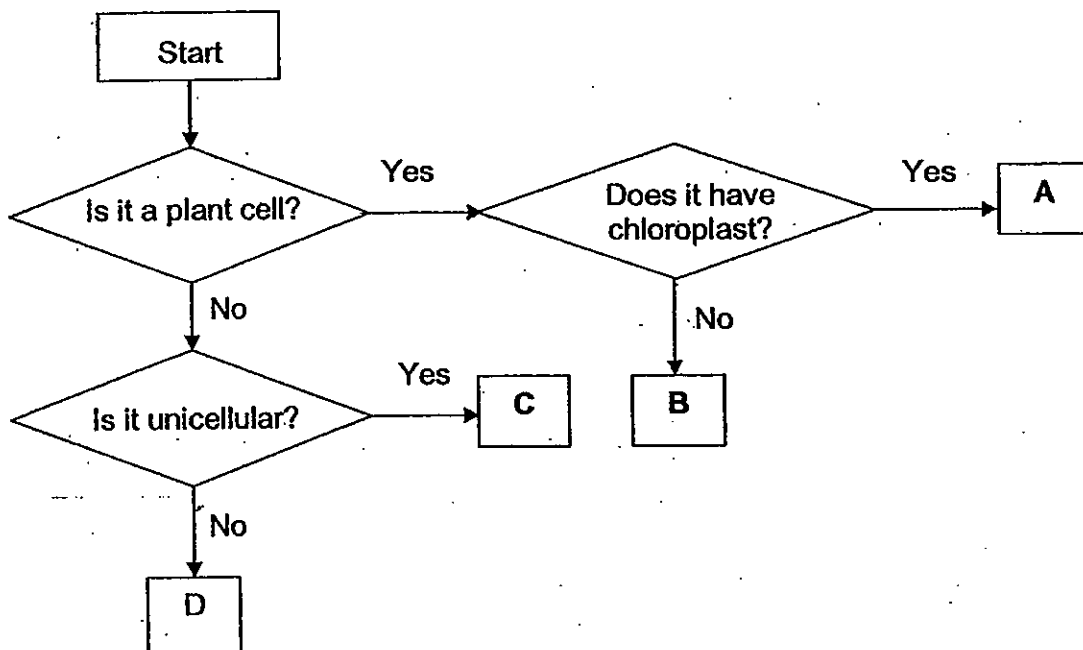 Start
Is it a plant cell?
Yes
Does it have
chloroplast?
Yes
A
No
No
Is it unicellular?
Yes
C
B
No
D